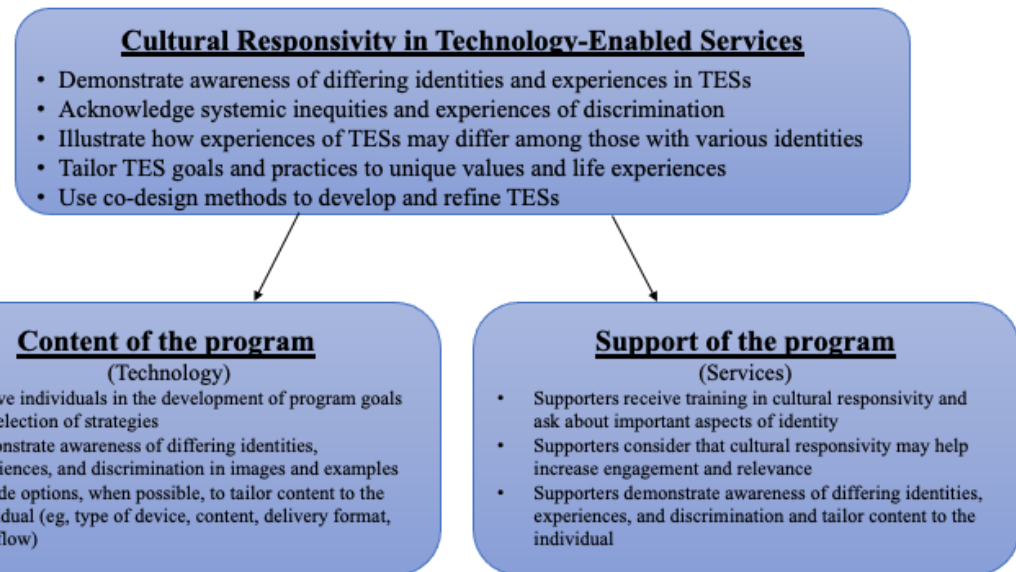 Cultural Responsivity in Technology-Enabled Services
• Demonstrate awareness of differing identities and experiences in TESs
• Acknowledge systemic inequities and experiences of discrimination
• Illustrate how experiences of TESs may differ among those with various identities
• Tailor TES goals and practices to unique values and life experiences
• Use co-design methods to develop and refine TESs
Content of the program
(Technology)
individuals in the development of program goals
of strategies
awareness of differing identities,
and discrimination in images and examples
options, when possible, to tailor content to the
(eg, type of device, content, delivery format,
Support of the program
(Services)
• Supporters receive training in cultural responsivity and
ask about important aspects of identity
• Supporters consider that cultural responsivity may help
increase engagement and relevance
• Supporters demonstrate awareness of differing identities,
experiences, and discrimination and tailor content to the
individual